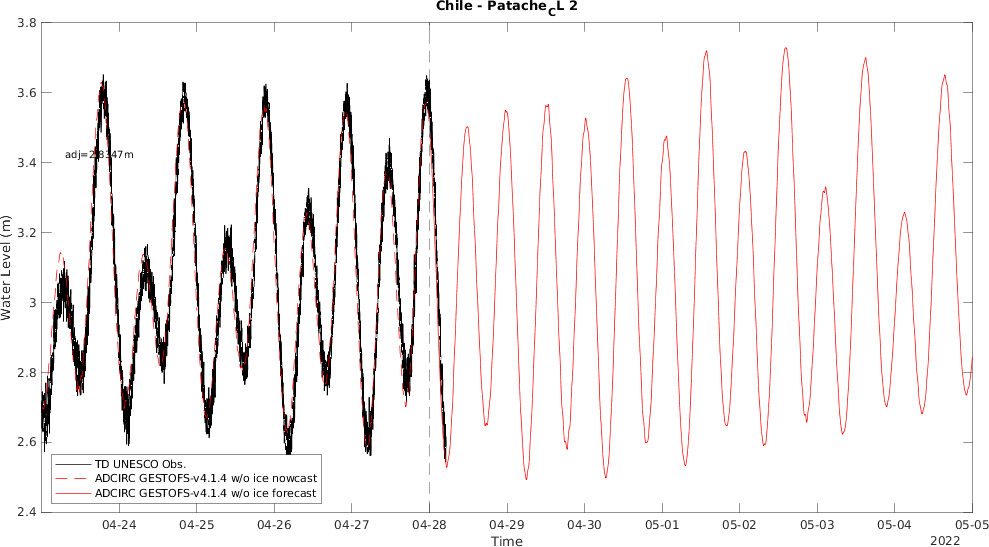 Chile - Patache_CL 2
3.8
3.6
3.4
3.2
3
2.8
2.6
2.4
Water Level (m)
adj=2.8347m
TD UNESCO Obs.
ADCIRC GESTOFS-v4.1.4 w/o ice nowcast
ADCIRC GESTOFS-v4.1.4 w/o ice forecast
04-24 04-25 04-26 04-27 04-28 04-29 04-30 05-01 05-02 05-03 05-04 05-05
Time
2022